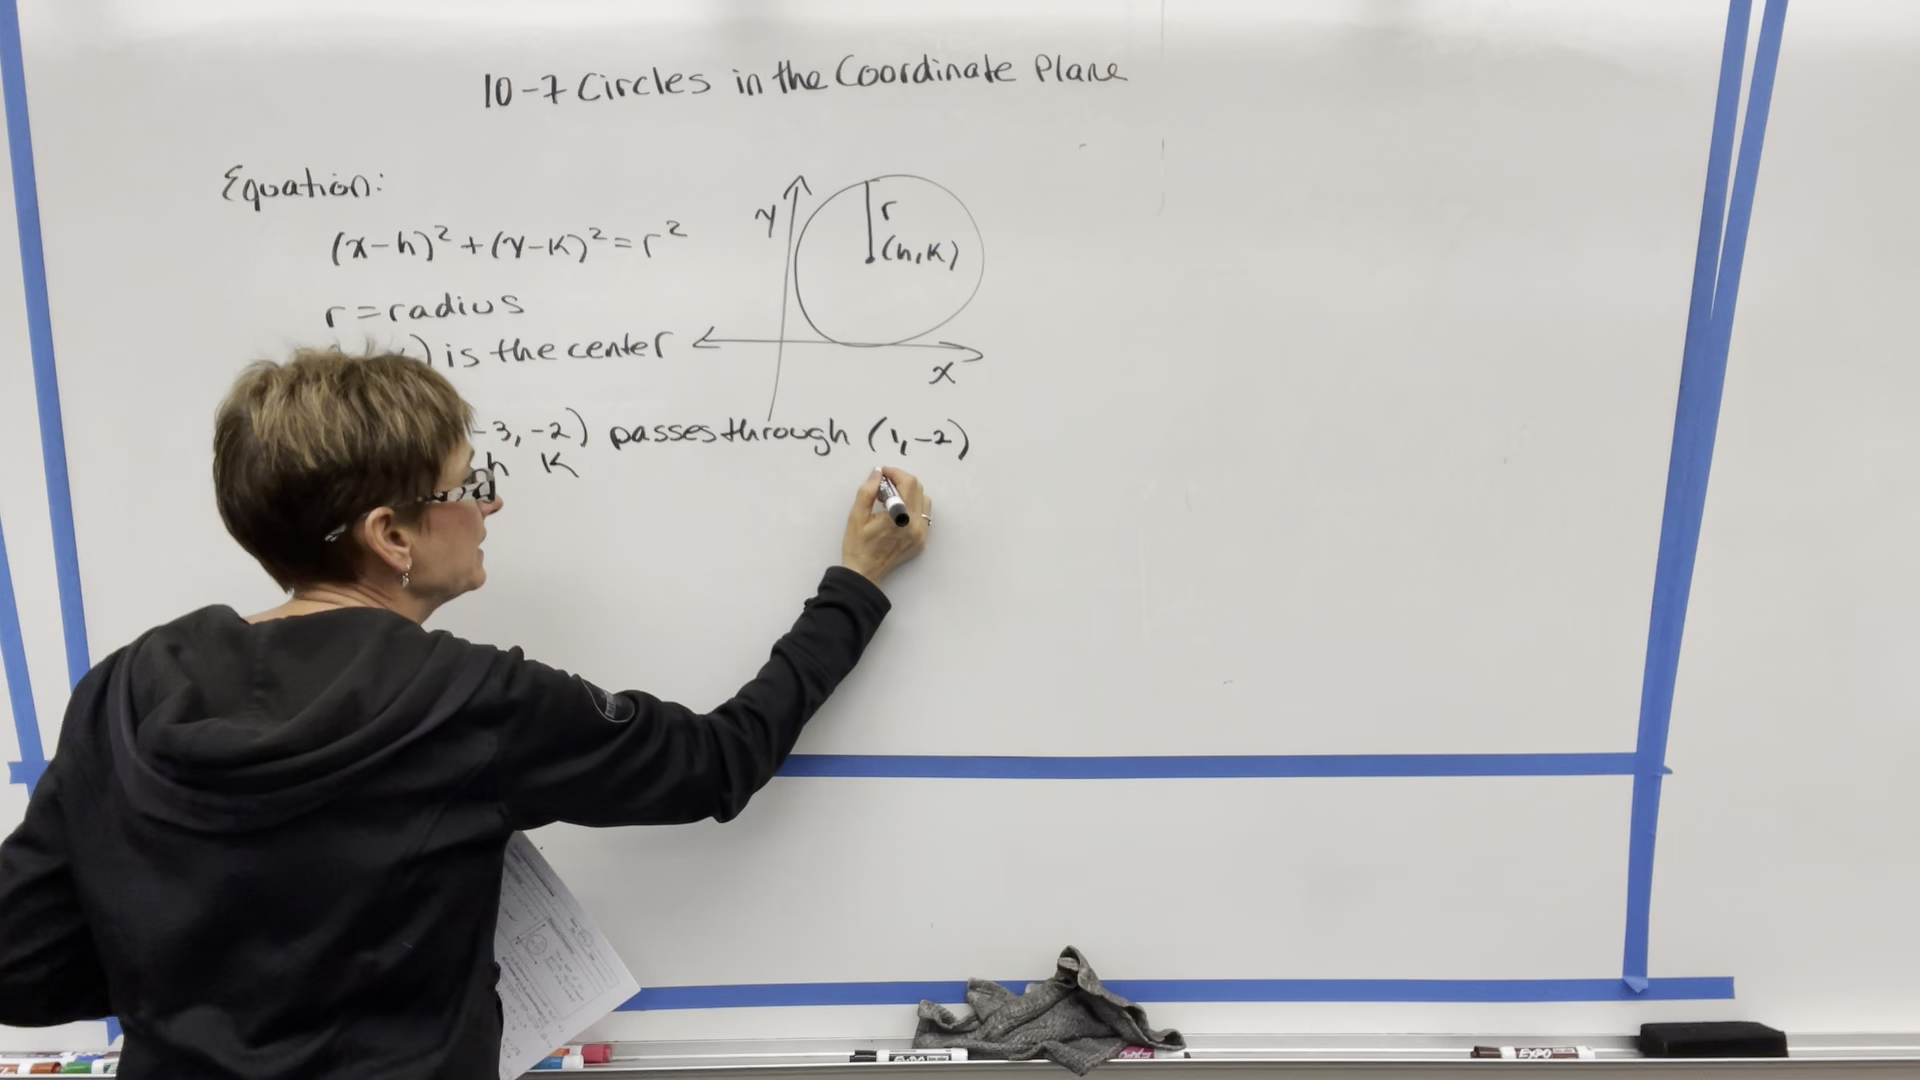 10-7 Circles in the Coordinate Plane
Equation:
(x-h)²+(y-k)²=r²
r=radius
) is the center
y
r
(h,k)
x
-3,-2) passes through (1,-2)
h k
EXPO
EXPO